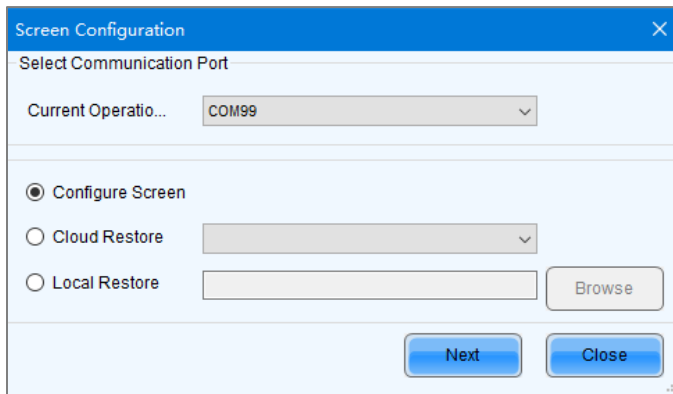 Screen Configuration
Select Communication Port
Current Operatio... COM99
Configure Screen
Cloud Restore
Local Restore Browse
Next Close